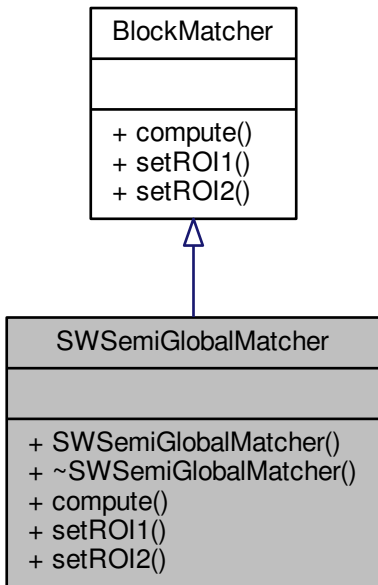 BlockMatcher
+ compute()
+ setROI1()
+ setROI2()
SWSemiGlobalMatcher
+ SWSemiGlobalMatcher()
+ ~SWSemiGlobalMatcher()
+ compute()
+ setROI1()
+ setROI2()